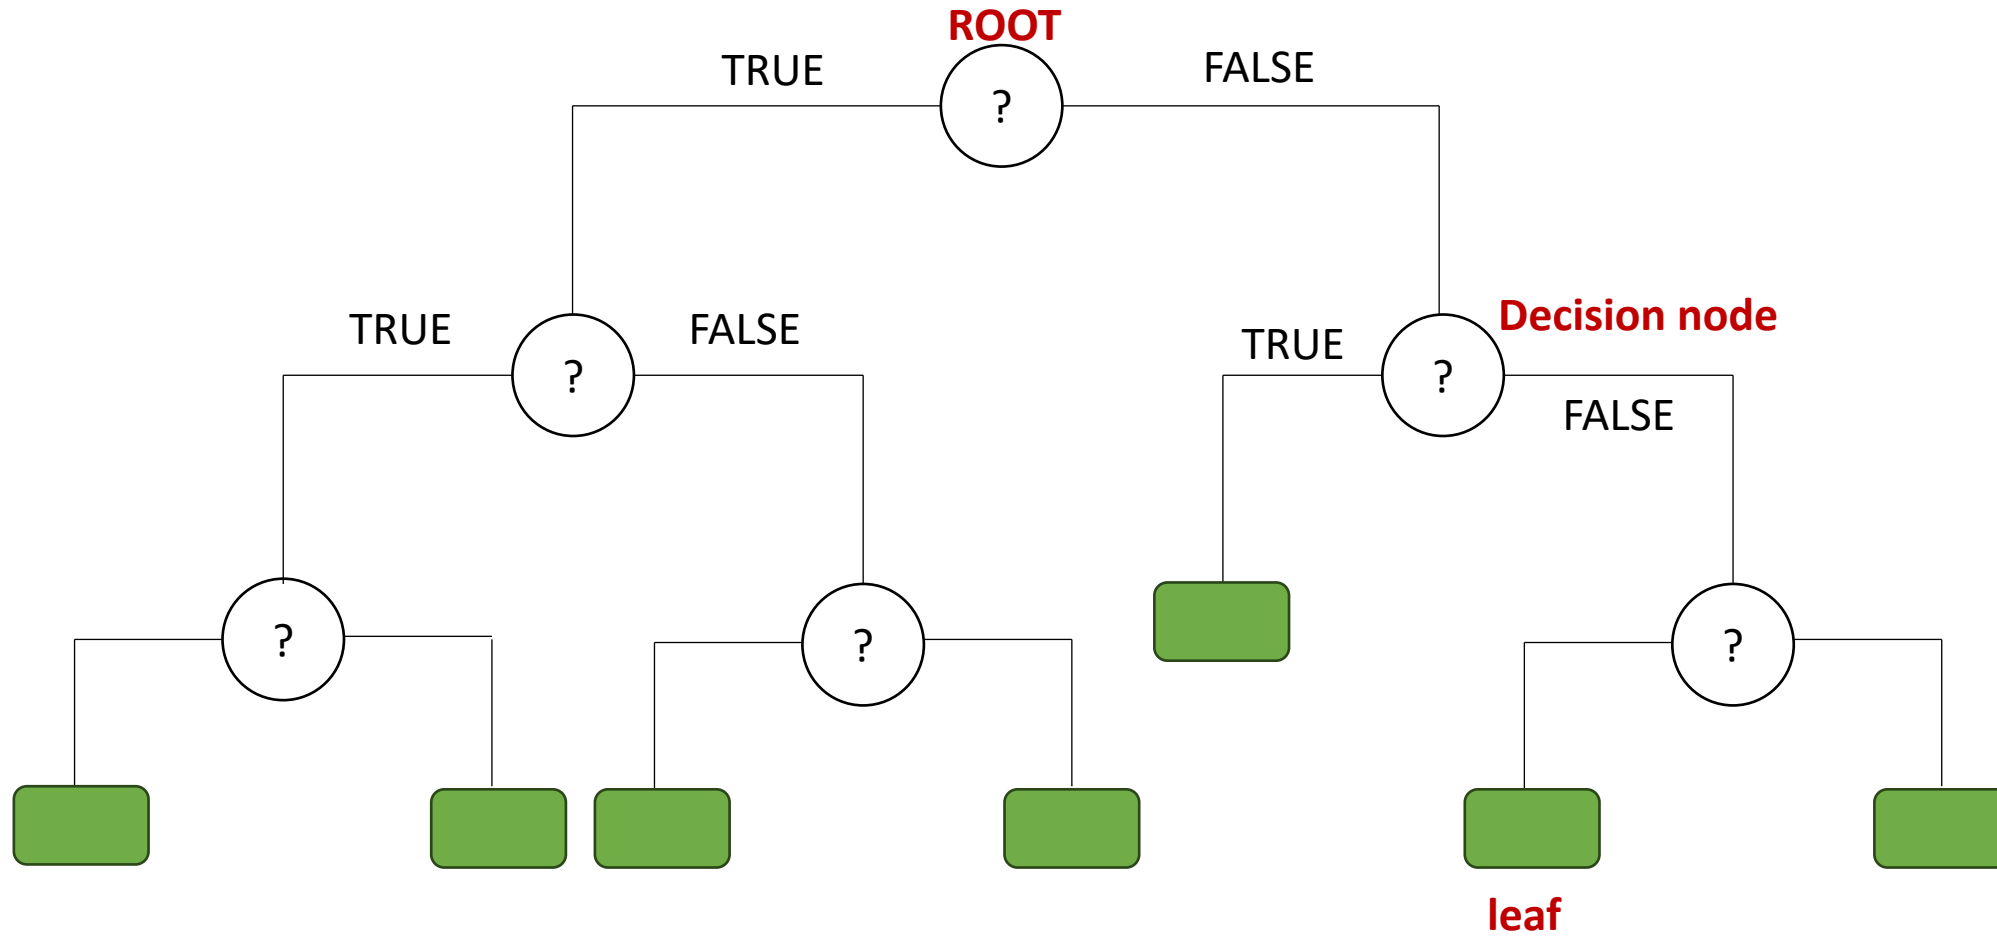 ROOT
TRUE
FALSE
?
TRUE
FALSE
TRUE
Decision node
?
?
FALSE
?
?
?
leaf